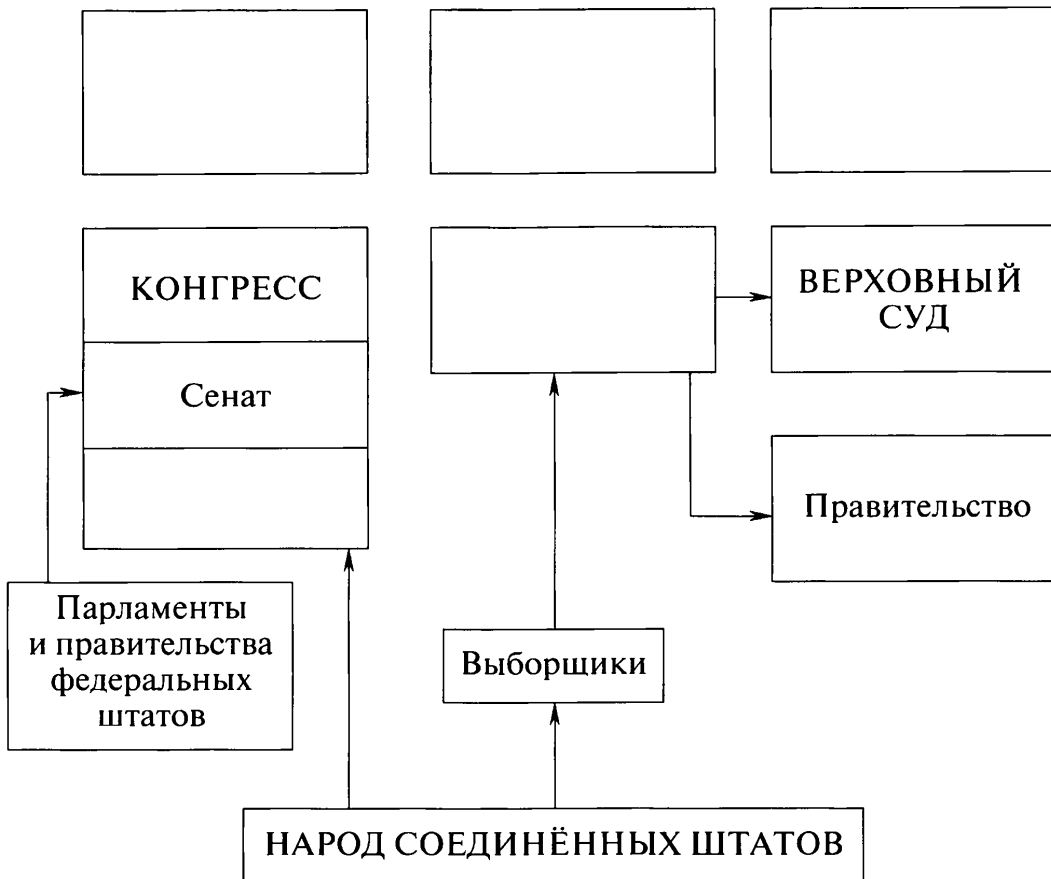 КОНГРЕСС
Сенат
ВЕРХОВНЫЙ
СУД
Правительство
Парламенты
и правительства
федеральных
штатов
Выборщики
НАРОД СОЕДИНЁННЫХ ШТАТОВ